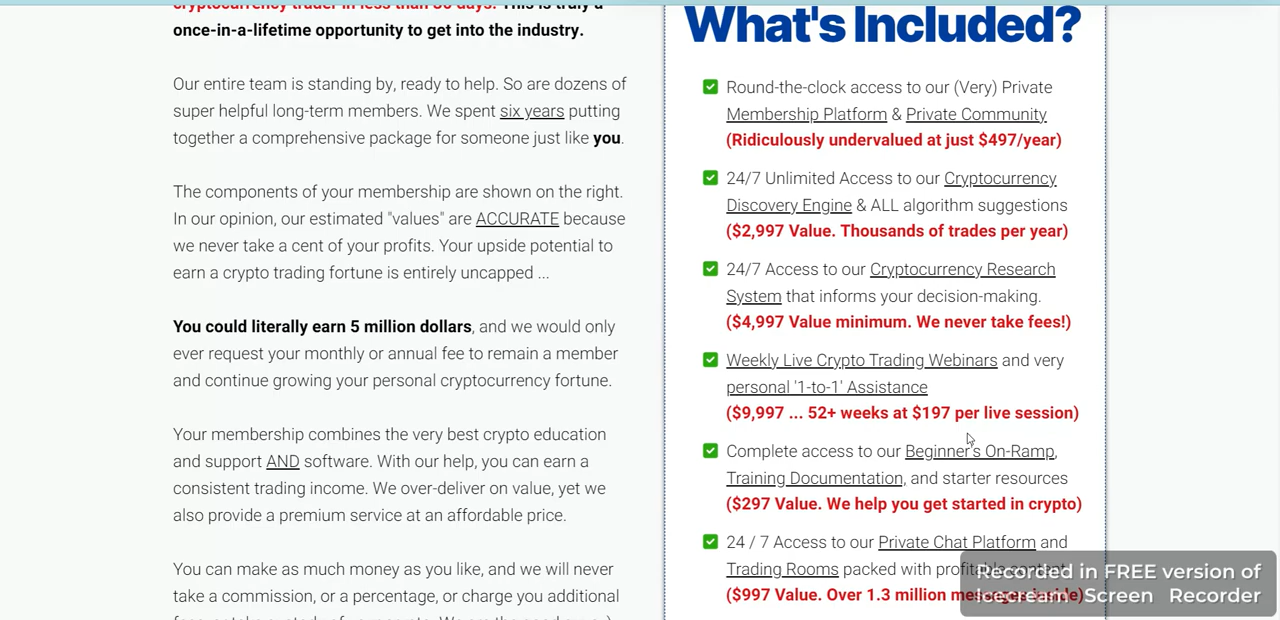 cryptocurrency trader in less than 30 days. This is truly a
once-in-a-lifetime opportunity to get into the industry.
Our entire team is standing by, ready to help. So are dozens of
super helpful long-term members. We spent six years putting
together a comprehensive package for someone just like you.
The components of your membership are shown on the right.
In our opinion, our estimated "values" are ACCURATE because
we never take a cent of your profits. Your upside potential to
earn a crypto trading fortune is entirely uncapped ...
You could literally earn 5 million dollars, and we would only
ever request your monthly or annual fee to remain a member
and continue growing your personal cryptocurrency fortune.
Your membership combines the very best crypto education
and support AND software. With our help, you can earn a
consistent trading income. We over-deliver on value, yet we
also provide a premium service at an affordable price.
You can make as much money as you like, and we will never
take a commission, or a percentage, or charge you additional
What's Included?
Round-the-clock access to our (Very) Private
Membership Platform & Private Community
(Ridiculously undervalued at just $497/year)
24/7 Unlimited Access to our Cryptocurrency
Discovery Engine & ALL algorithm suggestions
($2,997 Value. Thousands of trades per year)
24/7 Access to our Cryptocurrency Research
System that informs your decision-making.
($4,997 Value minimum. We never take fees!)
Weekly Live Crypto Trading Webinars and very
personal '1-to-1' Assistance
($9,997 ... 52+ weeks at $197 per live session)
Complete access to our Beginner's On-Ramp,
Training Documentation, and starter resources
($297 Value. We help you get started in crypto)
24 / 7 Access to our Private Chat Platform and
Trading Rooms packed with
($997 Value. Over 1.3 million
Recorded in FREE version of
Icecream Screen Recorder